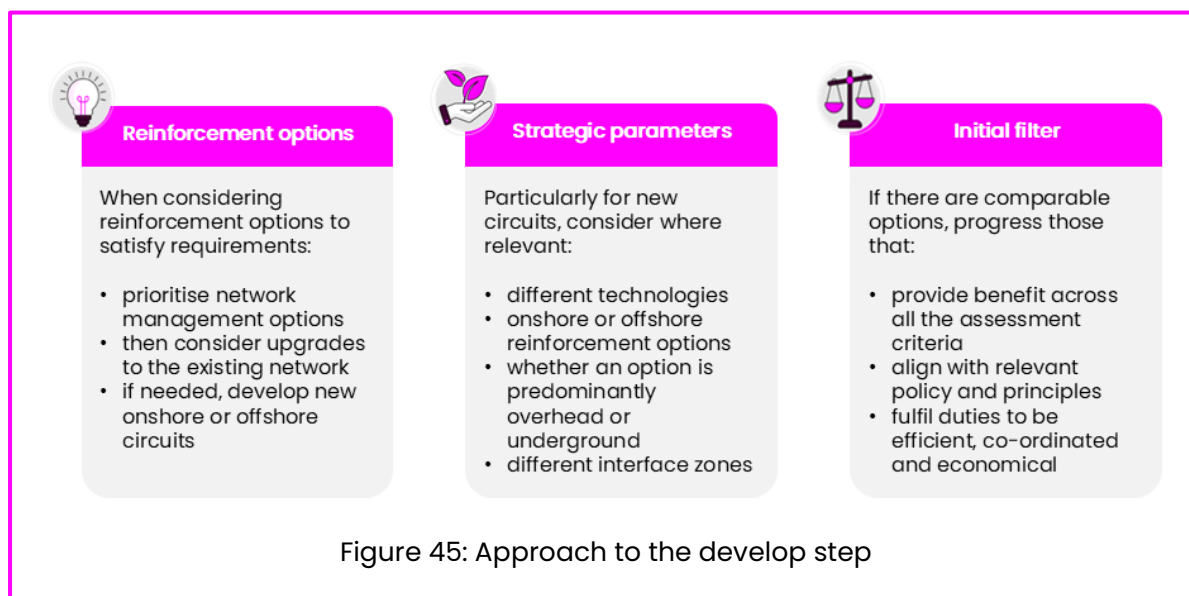 Reinforcement options
When considering
reinforcement options to
satisfy requirements:
• prioritise network
management options
• then consider upgrades
to the existing network
• if needed, develop new
onshore or offshore
circuits
Strategic parameters
Particularly for new
circuits, consider where
relevant:
• different technologies
• onshore or offshore
reinforcement options
• whether an option is
predominantly
overhead or
underground
• different interface zones
Initial filter
If there are comparable
options, progress those
that:
• provide benefit across
all the assessment
criteria
• align with relevant
policy and principles
• fulfil duties to be
efficient, co-ordinated
and economical
Figure 45: Approach to the develop step